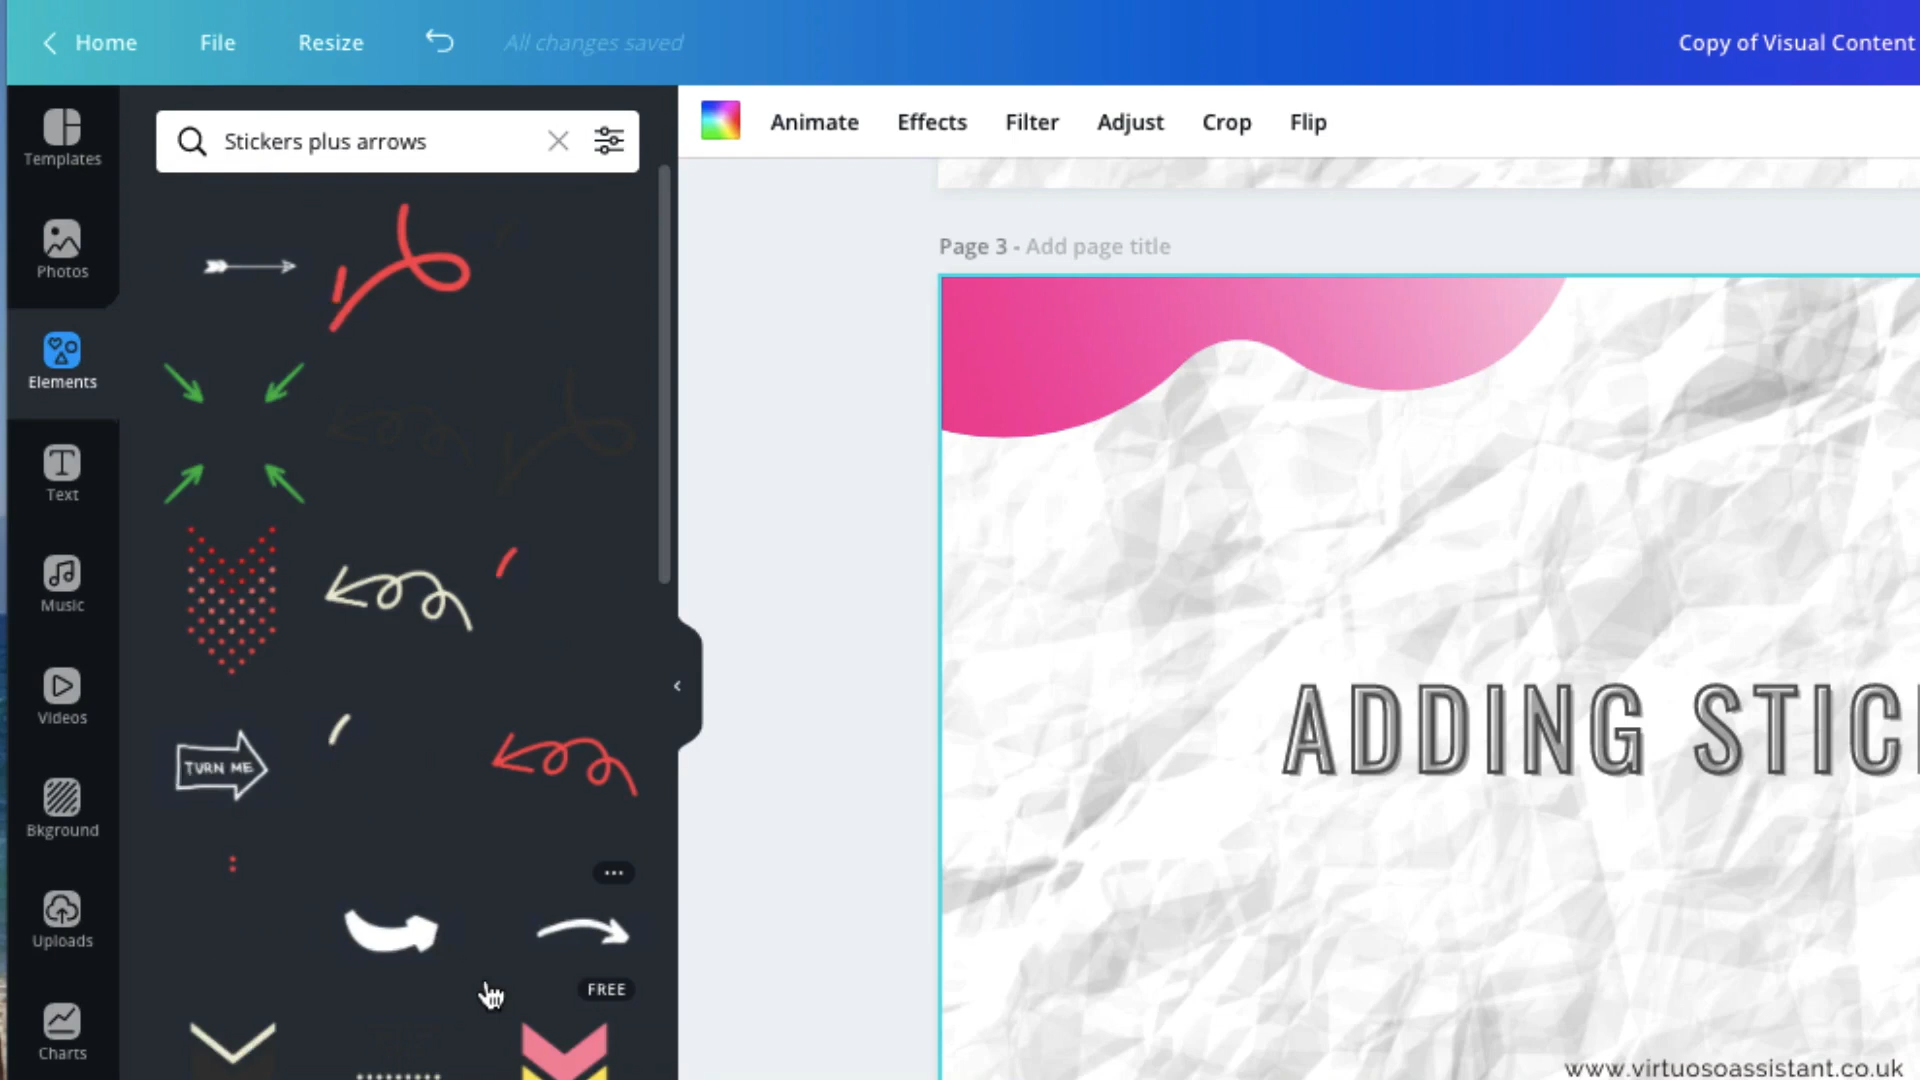 Home File Resize All changes saved Copy of Visual Content
Templates
Photos
Elements
Text
Music
Videos
Bkground
Uploads
Charts
Stickers plus arrows
TURN ME
FREE
Animate Effects Filter Adjust Crop Flip
Page 3 - Add page title
ADDING STIC
www.virtuosoassistant.co.uk